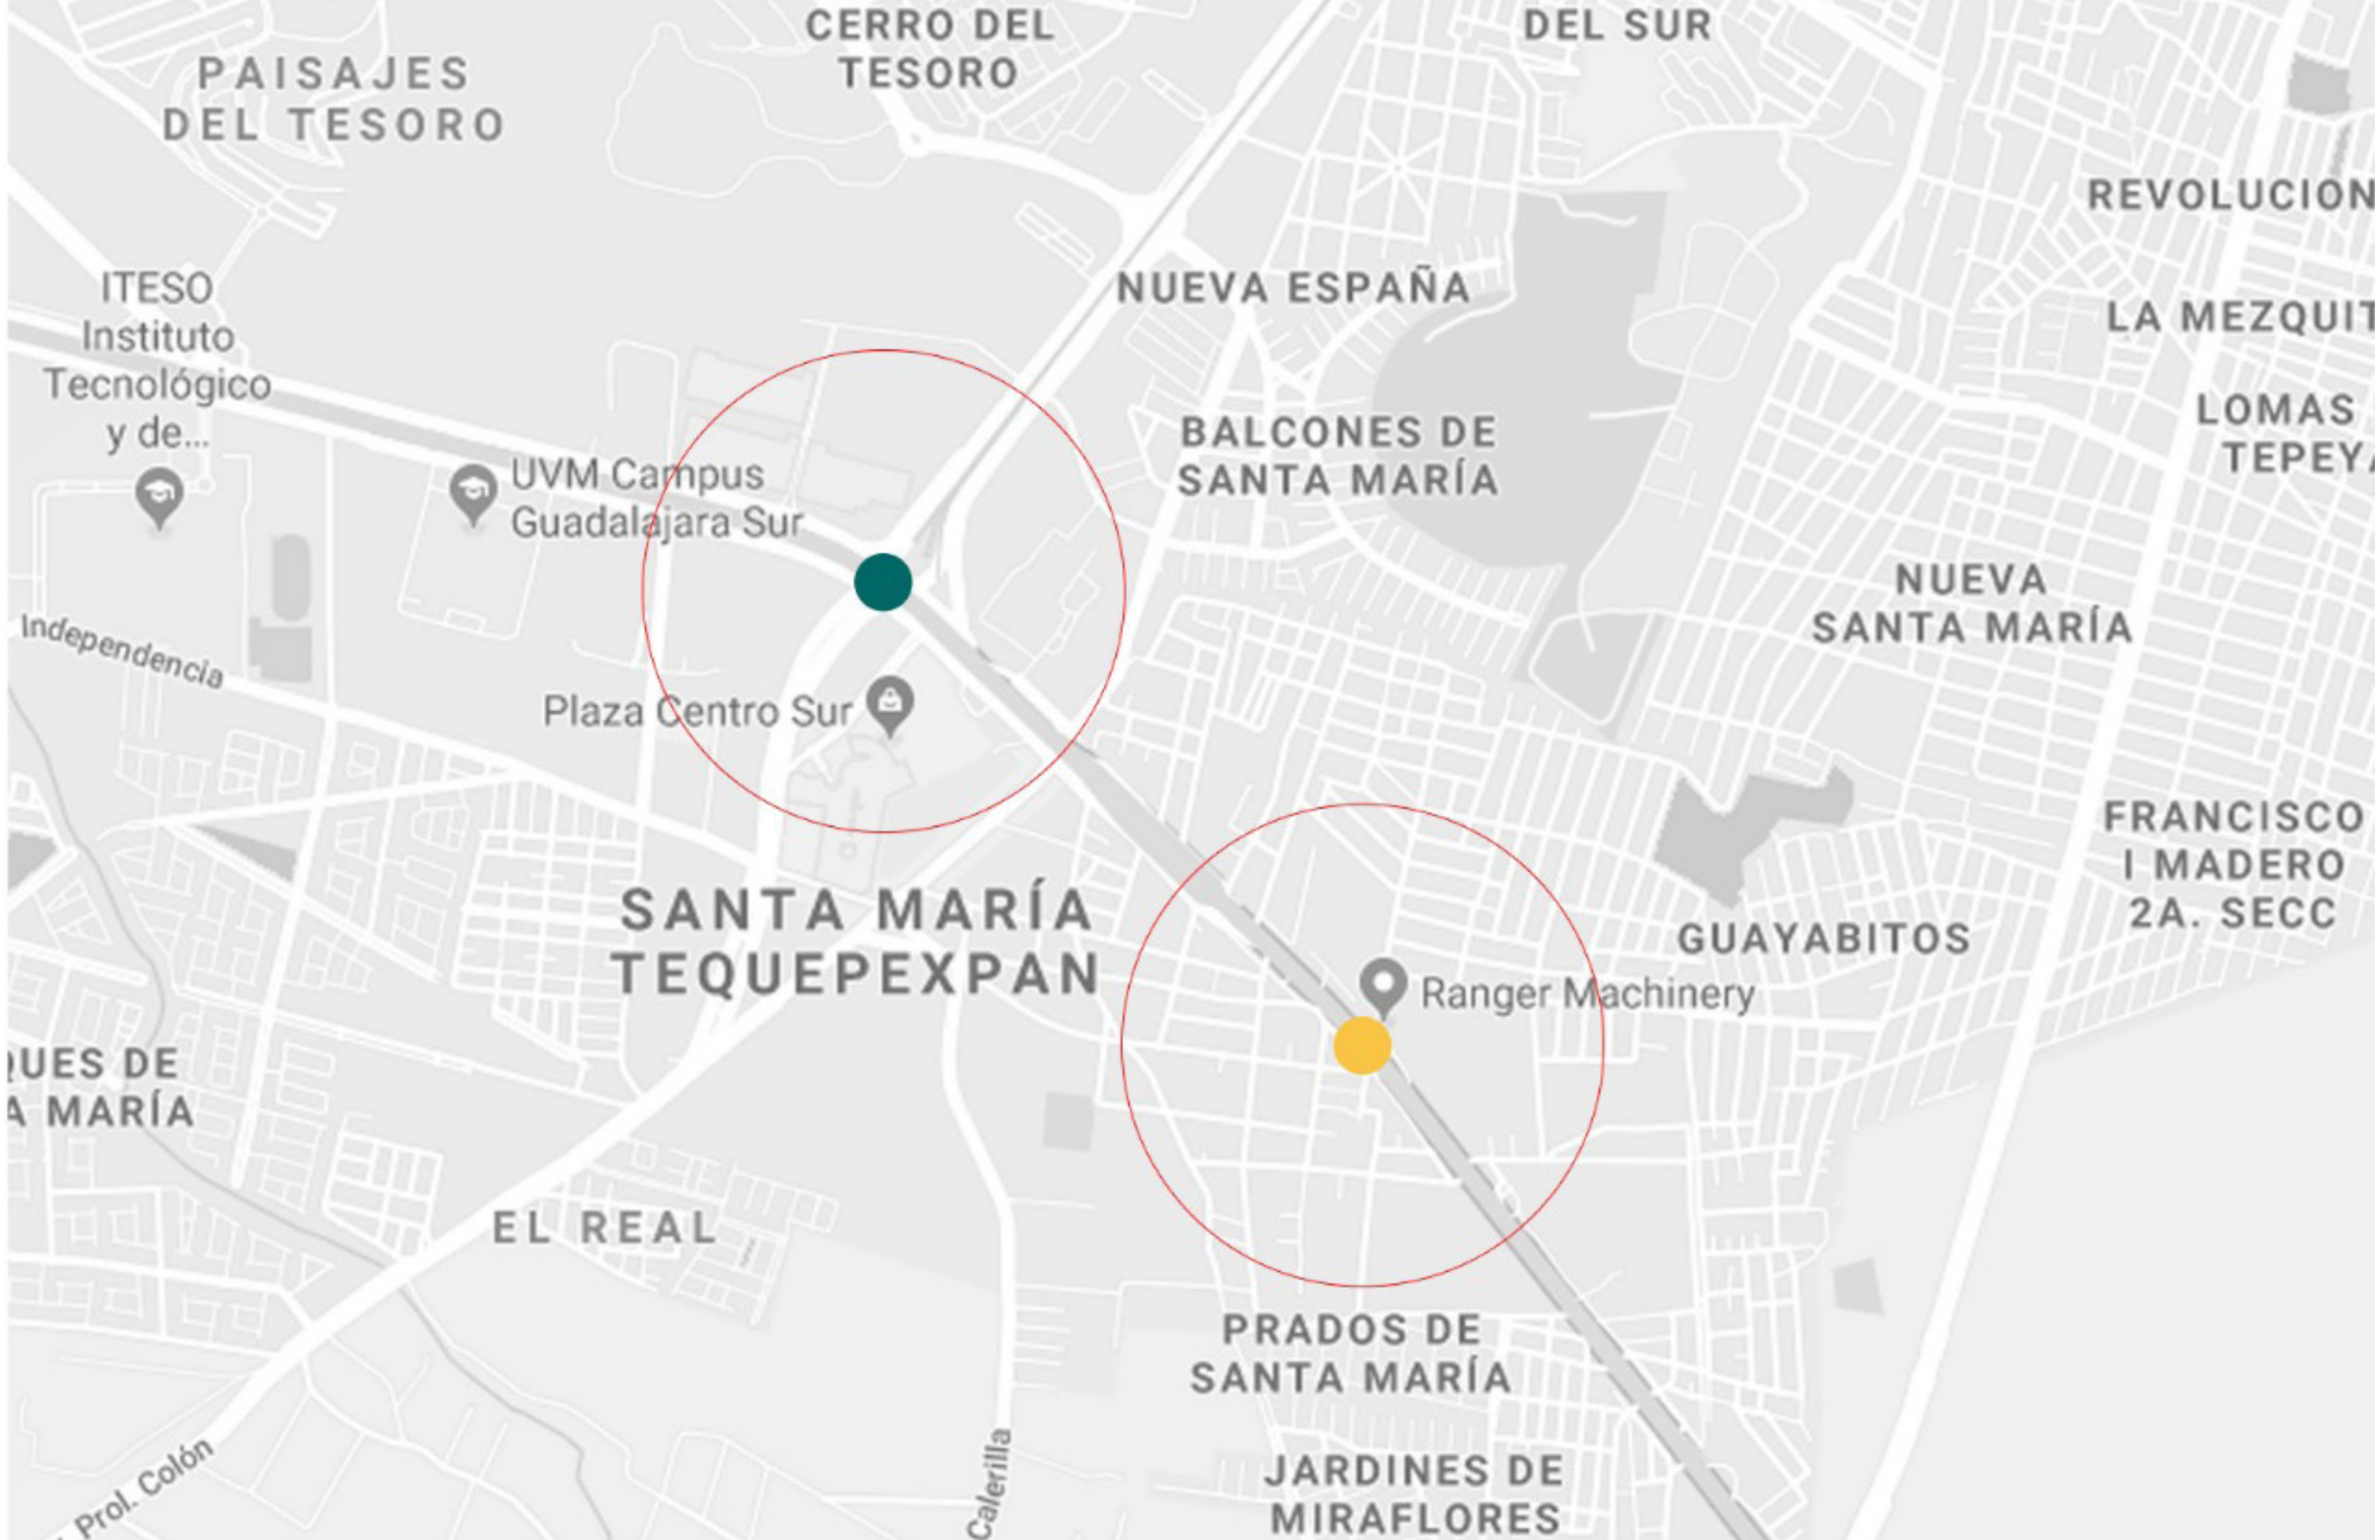 CERRO DEL
TESORO
DEL SUR
PAISAJES
DEL TESORO
REVOLUCION
ITESO
Instituto
Tecnológico
y de...
NUEVA ESPAÑA
LA MEZQUIT
LOMAS
TEPEY
BALCONES DE
SANTA MARÍA
UVM Campus
Guadalajara Sur
NUEVA
SANTA MARÍA
Independencia
Plaza Centro Sur
FRANCISCO
I MADERO
2A. SECC
SANTA MARÍA
TEQUEPEXPAN
GUAYABITOS
Ranger Machinery
UES DE
A MARÍA
EL REAL
PRADOS DE
SANTA MARÍA
JARDINES DE
MIRAFLORES
Prol. Colón
Calerilla